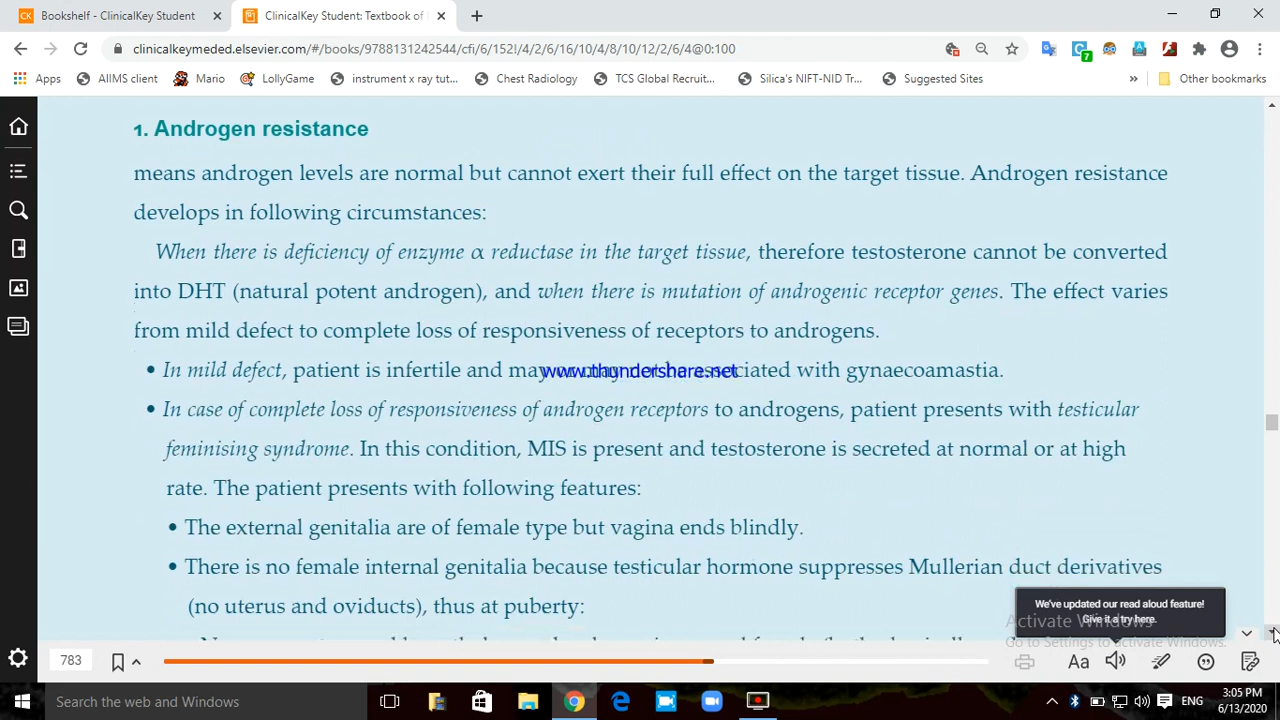 Bookshelf - ClinicalKey Student
ClinicalKey Student: Textbook of
clinicalkeymeded.elsevier.com/#/books/9788131242544/cfi/6/152!/4/2/6/16/10/4/8/10/12/2/6/4@0:100
7
Apps AIIMS client Mario LollyGame instrument x ray tut... Chest Radiology TCS Global Recruit... Silica's NIFT-NID Tr... Suggested Sites » Other bookmarks
1. Androgen resistance
means androgen levels are normal but cannot exert their full effect on the target tissue. Androgen resistance
develops in following circumstances:
When there is deficiency of enzyme α reductase in the target tissue, therefore testosterone cannot be converted
into DHT (natural potent androgen), and when there is mutation of androgenic receptor genes. The effect varies
from mild defect to complete loss of responsiveness of receptors to androgens.
• In mild defect, patient is infertile and may or may not be associated with gynaecoamastia.
www.thundershare.net
• In case of complete loss of responsiveness of androgen receptors to androgens, patient presents with testicular
feminising syndrome. In this condition, MIS is present and testosterone is secreted at normal or at high
rate. The patient presents with following features:
• The external genitalia are of female type but vagina ends blindly.
• There is no female internal genitalia because testicular hormone suppresses Mullerian duct derivatives
(no uterus and oviducts), thus at puberty:
We've updated our read aloud feature!
Give it a try here.
Activate Windows
Go to Settings to activate Windows.
783
Aa
Search the web and Windows
ENG
3:05 PM
6/13/2020